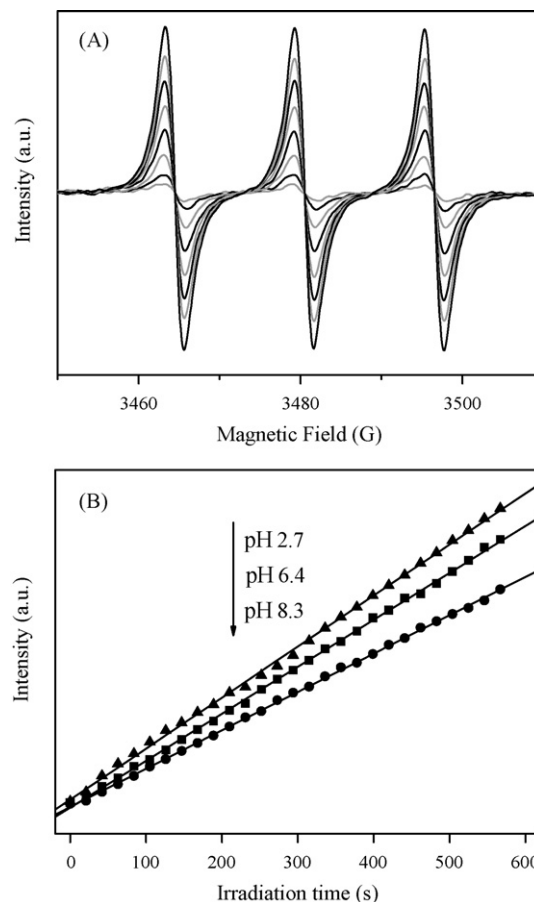 (A)
Intensity (a.u.)
3460 3480 3500
Magnetic Field (G)
(B)
pH 2.7
pH 6.4
pH 8.3
Intensity (a.u.)
0 100 200 300 400 500 600
Irradiation time (s)